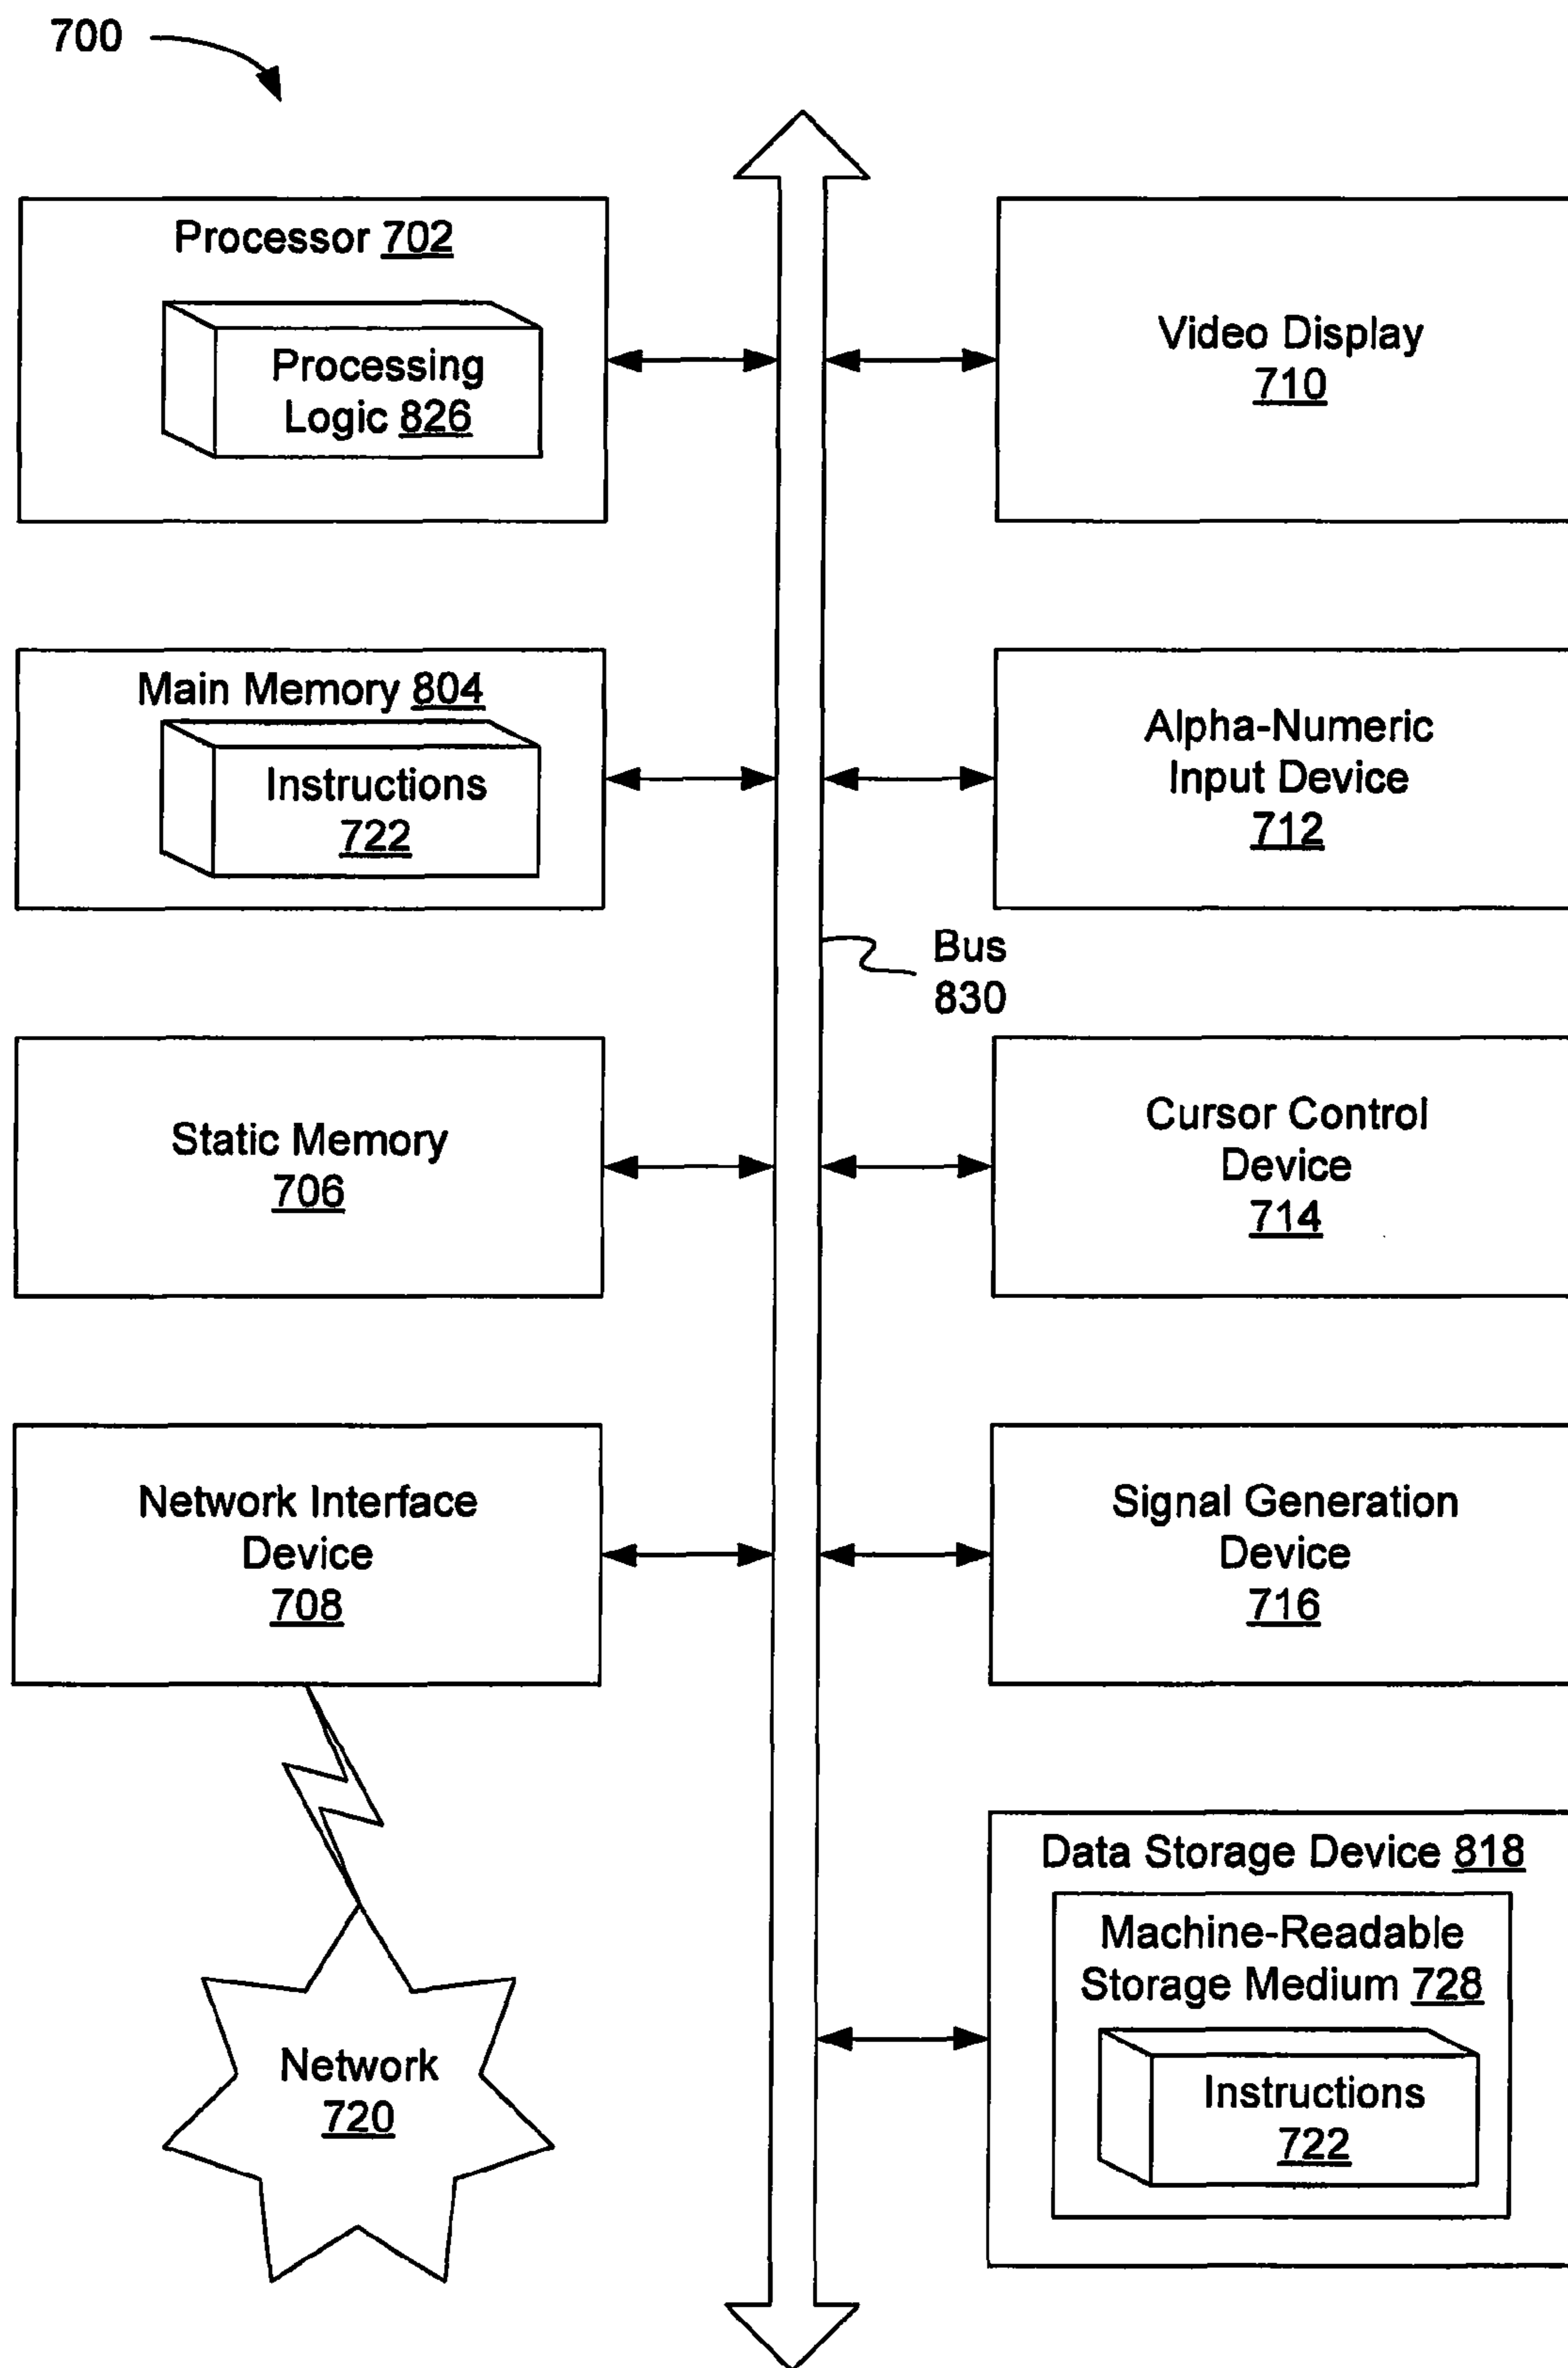 700
Processor 702
Processing
Logic 826
Video Display
710
Main Memory 804
Instructions
722
Alpha-Numeric
Input Device
712
Bus
830
Static Memory
706
Cursor Control
Device
714
Network Interface
Device
708
Signal Generation
Device
716
Data Storage Device 818
Machine-Readable
Storage Medium 728
Instructions
722
Network
720